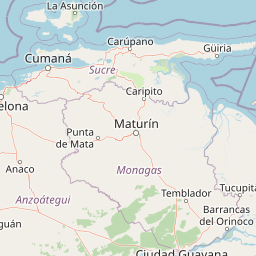 La Asunción
Carúpano
Güiria
Cumaná
Sucre
Caripito
elona
Maturín
Punta
de Mata
Anaco
Monagas
Temblador
Tucupita
Anzoátegui
Barrancas
del Orinoco
guán
Ciudad Guayana